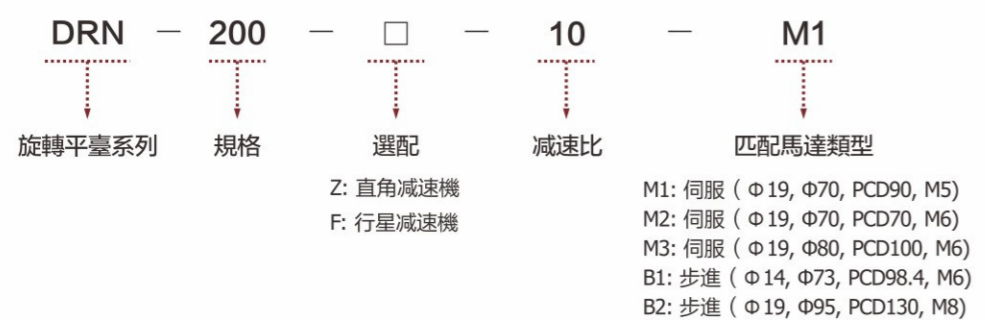 DRN — 200 — □ — 10 — M1
旋轉平臺系列 規格 選配 减速比 匹配馬達類型
Z: 直角减速機
F: 行星减速機
M1: 伺服（Φ19, Φ70, PCD90, M5)
M2: 伺服（Φ19, Φ70, PCD70, M6)
M3: 伺服（Φ19, Φ80, PCD100, M6)
B1: 步進（Φ14, Φ73, PCD98.4, M6)
B2: 步進（Φ19, Φ95, PCD130, M8)